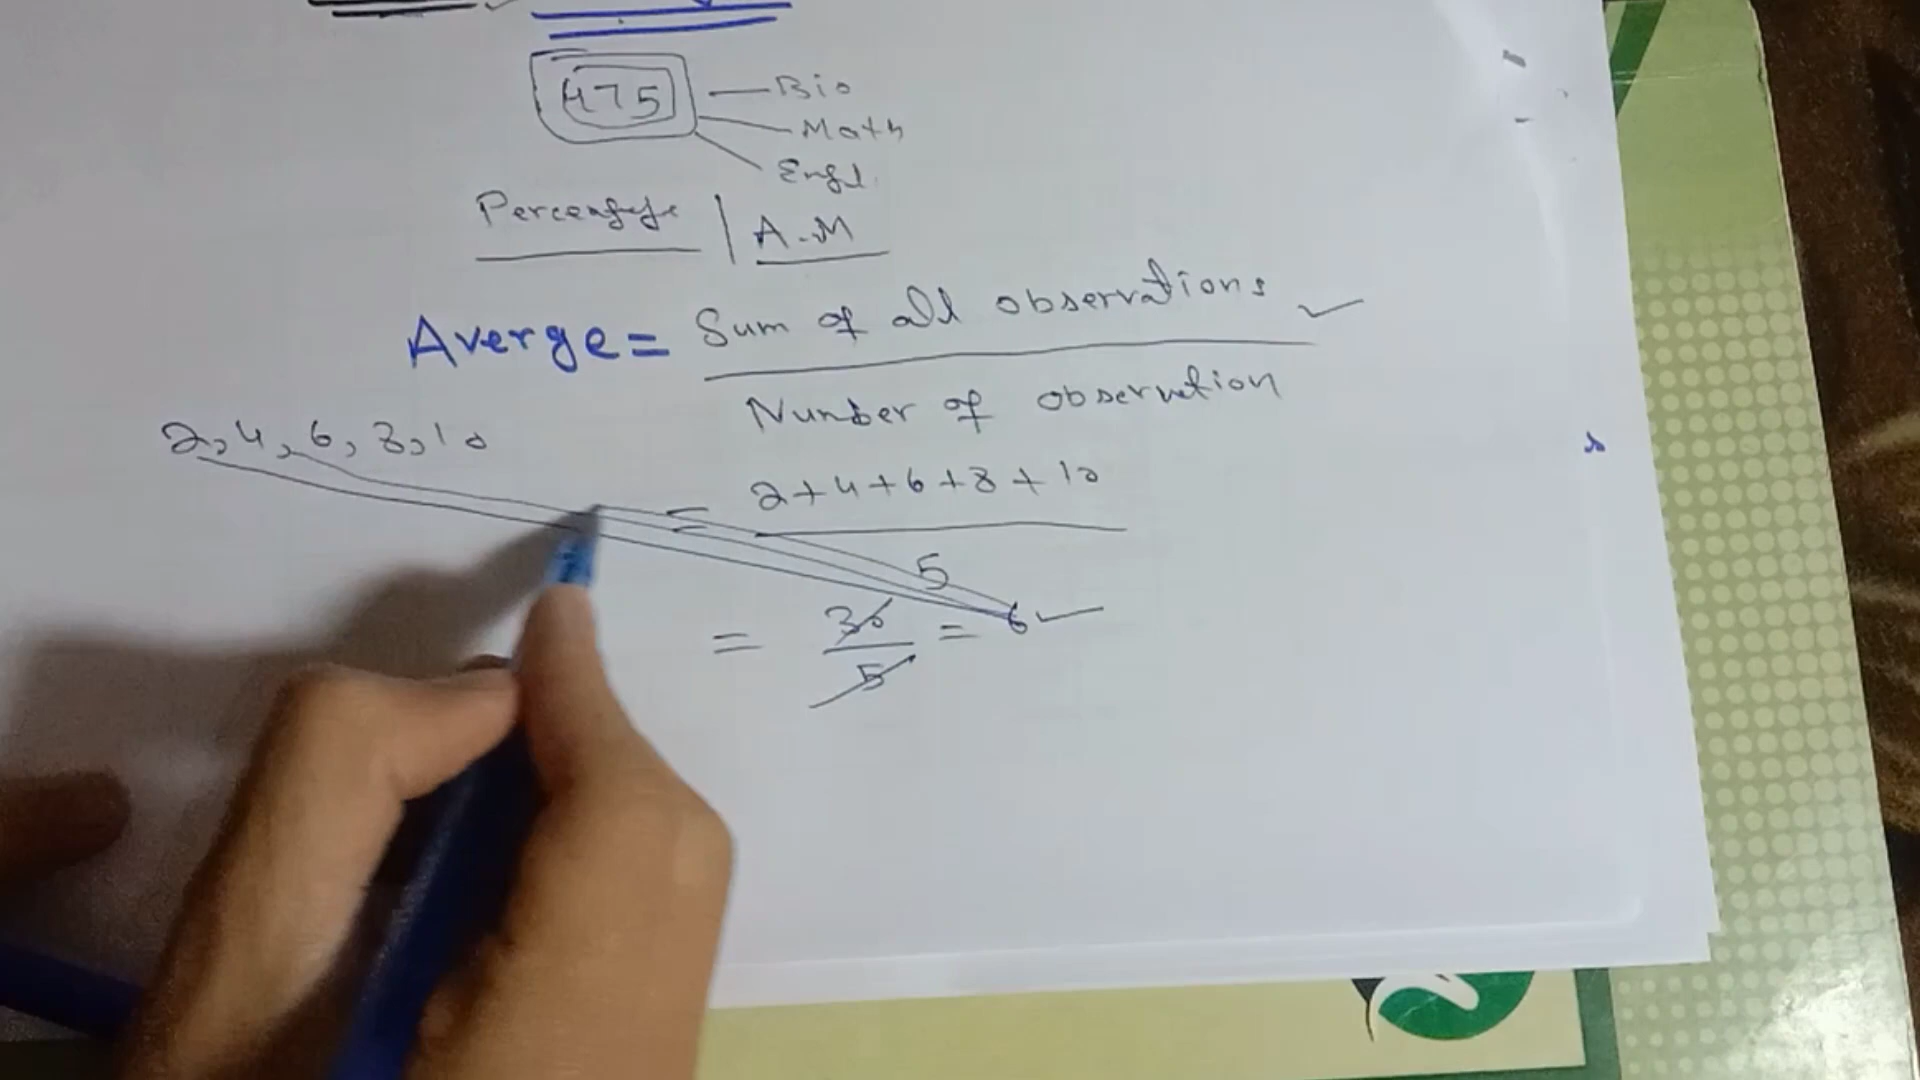 475
Bio
Math
Engl.
Percengge | A.M
Averge = Sum of all observations
Number of observation
2, 4, 6, 8, 10
= 2+4+6+8+10
5
= 30
5
= 6